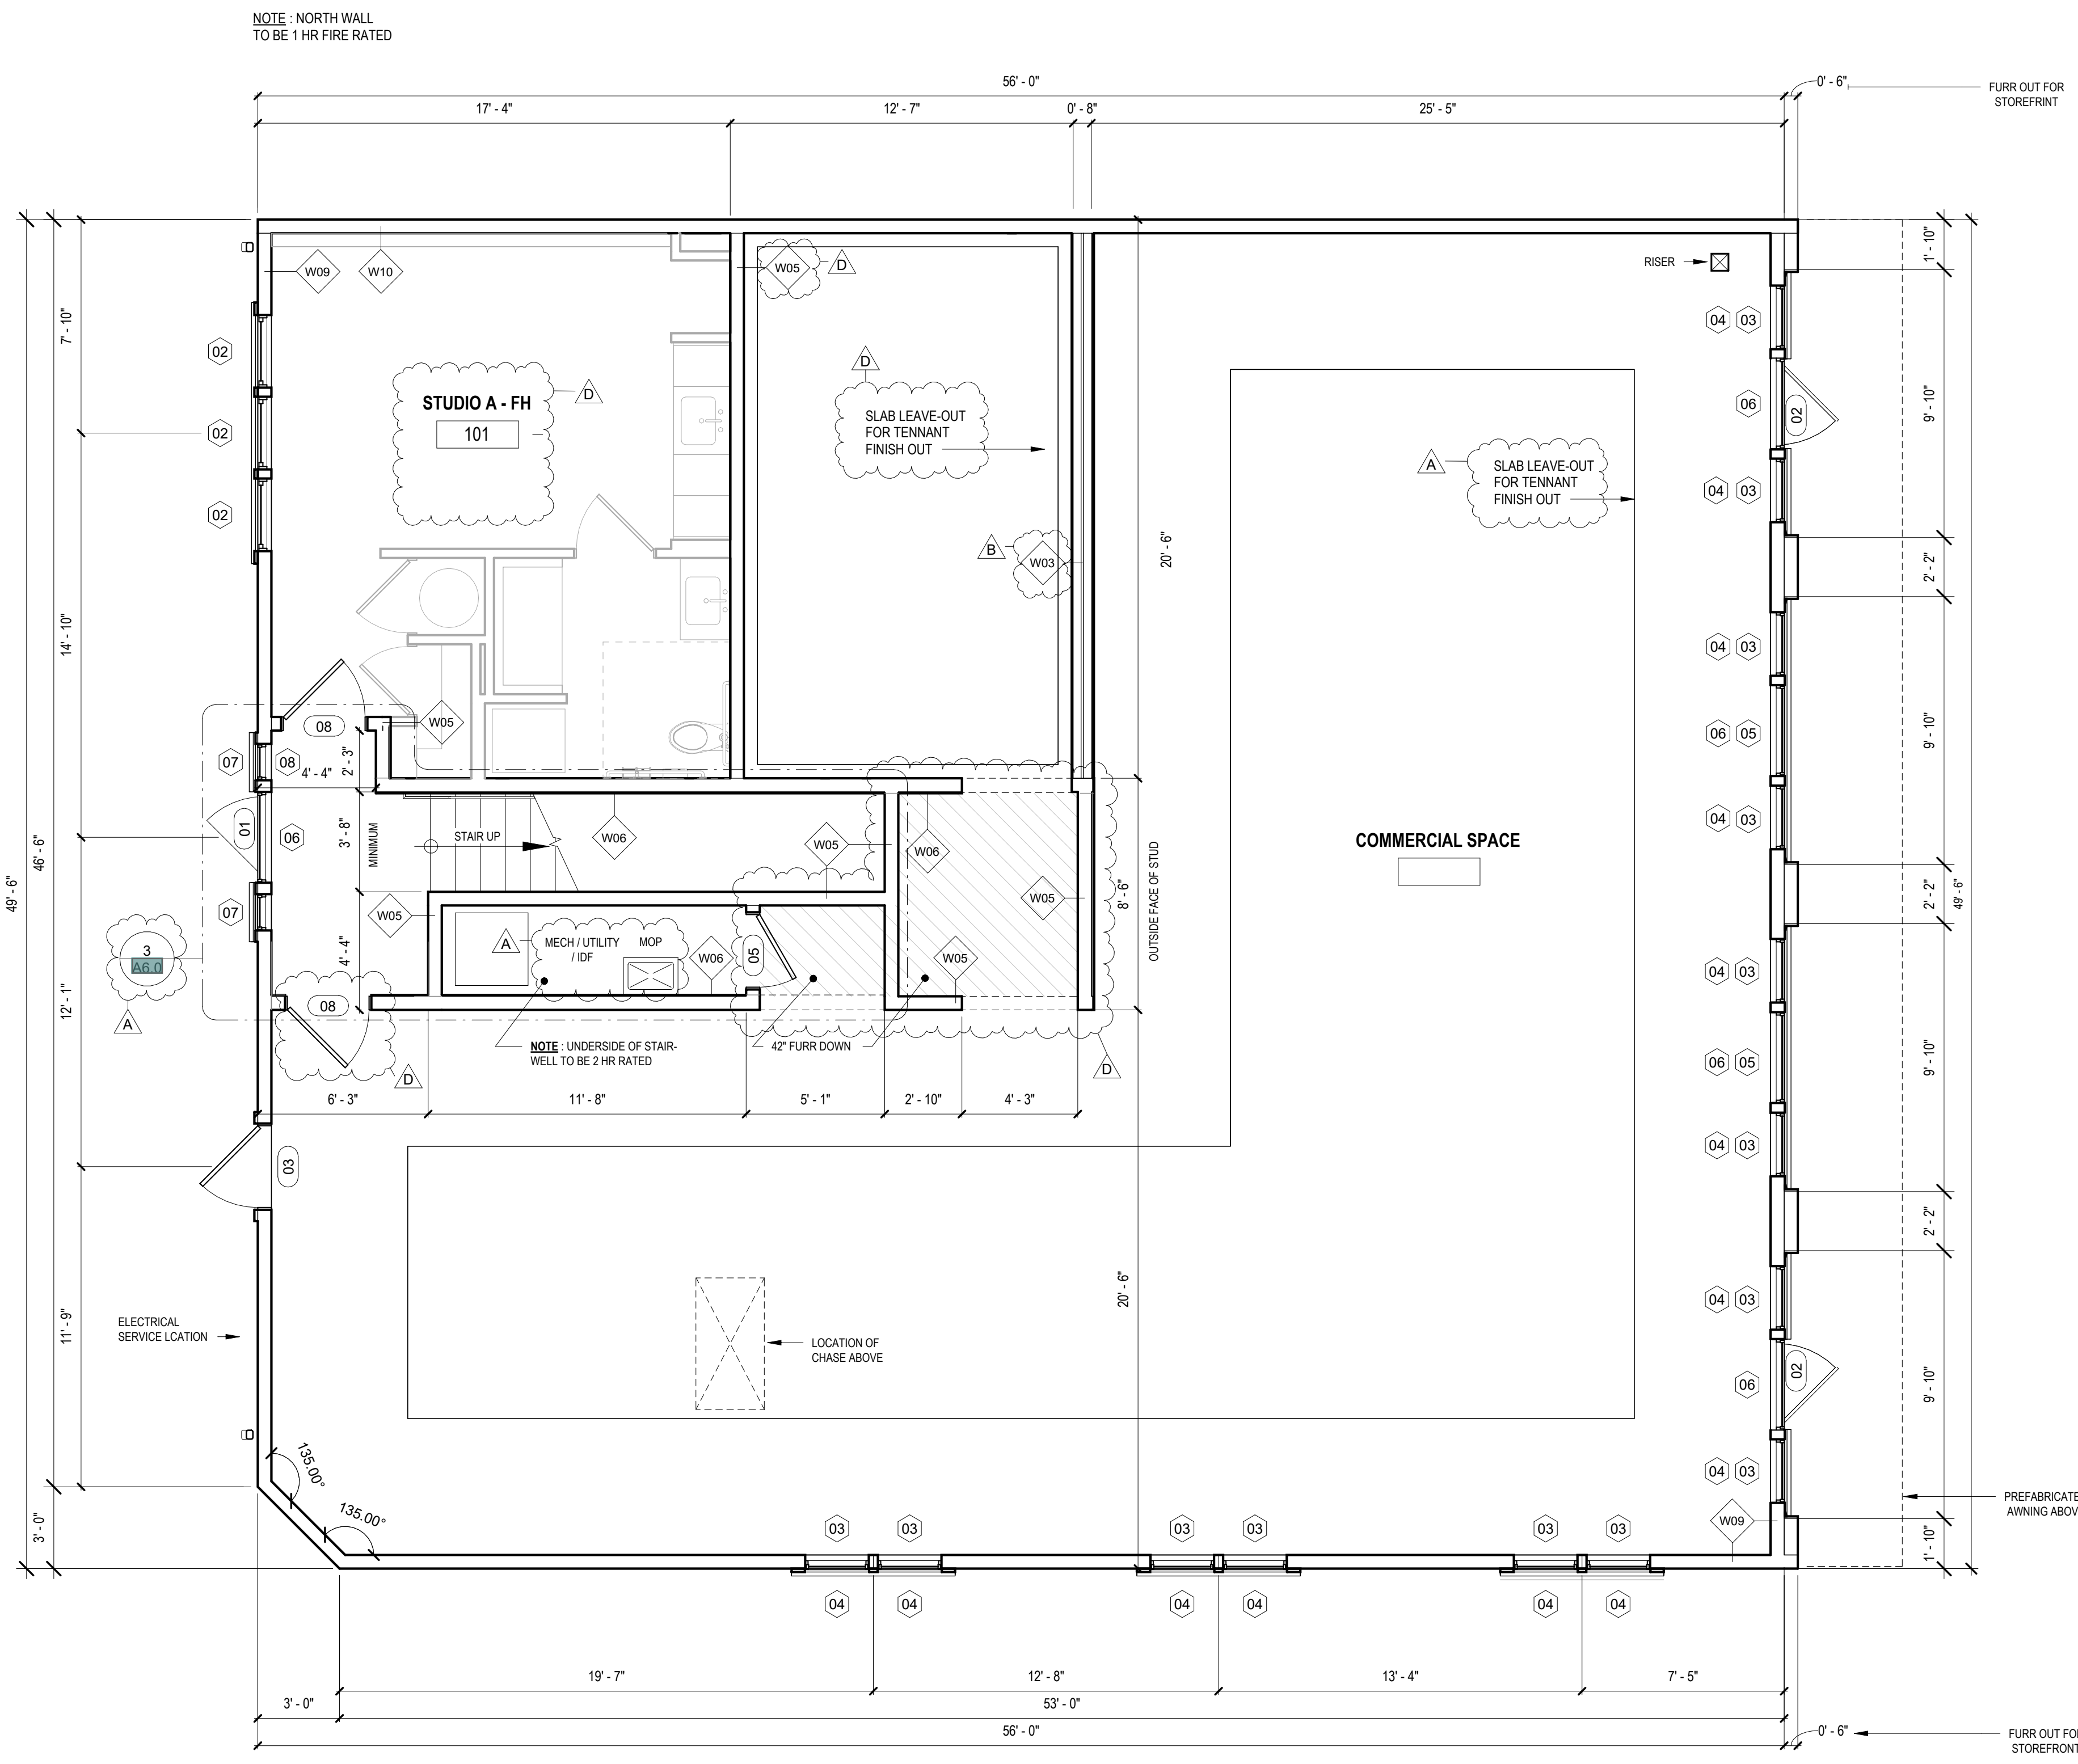 NOTE : NORTH WALL
TO BE 1 HR FIRE RATED
56' - 0"
0' - 6"
FURR OUT FOR
STOREFRINT
17' - 4"
12' - 7"
0' - 8"
25' - 5"
W09
W10
W05
D
RISER
1' - 10"
7' - 10"
02
02
02
STUDIO A - FH
101
D
D
SLAB LEAVE-OUT
FOR TENNANT
FINISH OUT
A
SLAB LEAVE-OUT
FOR TENNANT
FINISH OUT
04 03
06
02
04 03
9' - 10"
20' - 6"
B
W03
2' - 2"
14' - 10"
04 03
06 05
04 03
9' - 10"
08
W05
07
08
4' - 4"
2' - 3"
01
06
3' - 8"
MINIMUM
STAIR UP
W06
W05
W06
COMMERCIAL SPACE
46' - 6"
49' - 6"
2' - 2"
49' - 6"
07
W05
W05
8' - 6"
OUTSIDE FACE OF STUD
3
A6.0
A
4' - 4"
A
MECH / UTILITY
/ IDF
MOP
W06
05
W05
04 03
12' - 1"
08
D
NOTE : UNDERSIDE OF STAIR-
WELL TO BE 2 HR RATED
42" FURR DOWN
D
06 05
9' - 10"
6' - 3"
11' - 8"
5' - 1"
2' - 10"
4' - 3"
04 03
03
2' - 2"
20' - 6"
04 03
11' - 9"
ELECTRICAL
SERVICE LCATION
LOCATION OF
CHASE ABOVE
06
02
9' - 10"
135.00°
135.00°
04 03
PREFABRICATE
AWNING ABOV
3' - 0"
W09
1' - 10"
03 03
03 03
03 03
04 04
04 04
04 04
19' - 7"
12' - 8"
13' - 4"
7' - 5"
3' - 0"
53' - 0"
56' - 0"
0' - 6"
FURR OUT FO
STOREFRONT